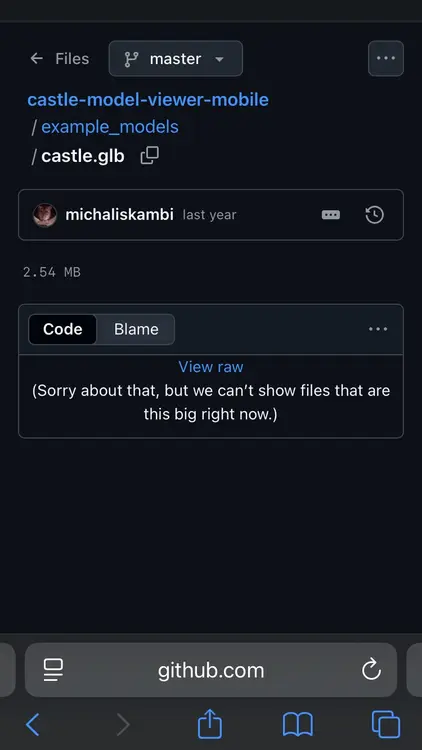 Files
master
castle-model-viewer-mobile
/ example_models
/ castle.glb
michaliskambi last year
2.54 MB
Code Blame
View raw
(Sorry about that, but we can’t show files that are
this big right now.)
github.com